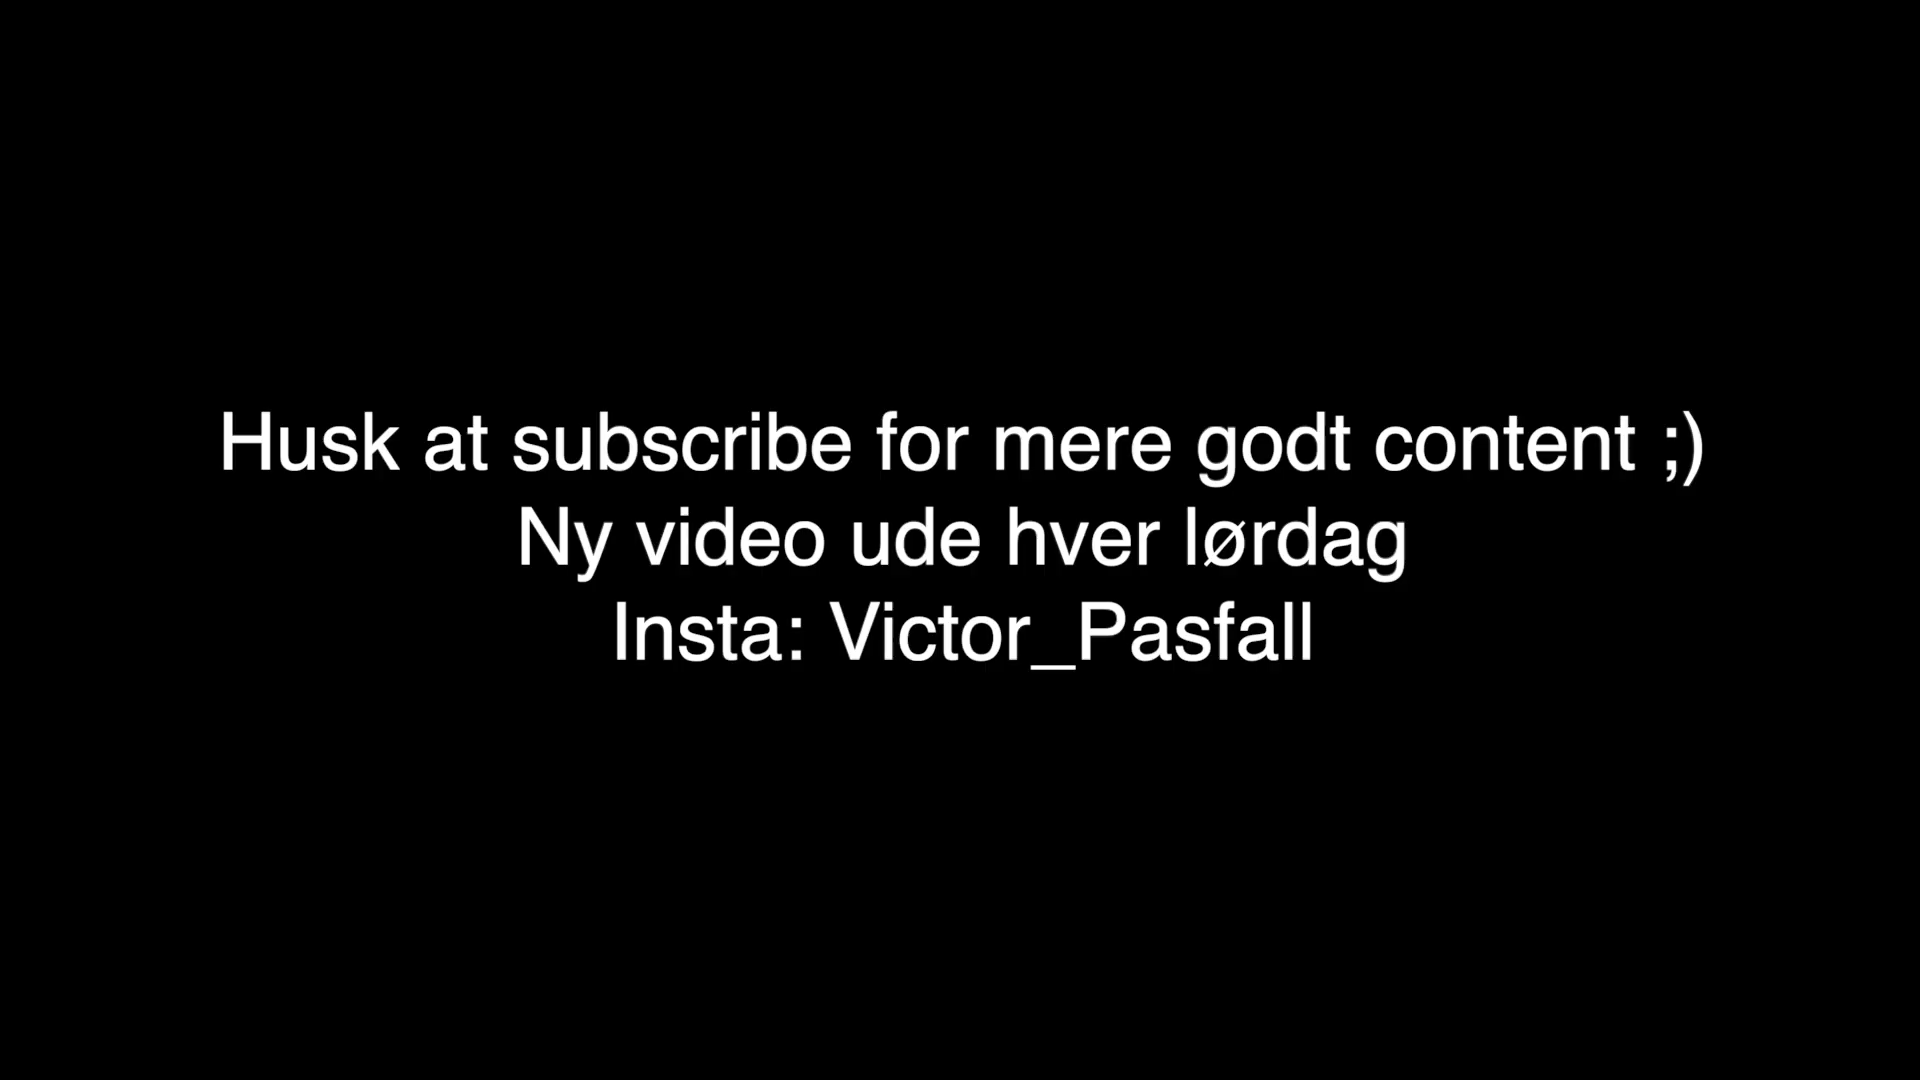 Husk at subscribe for mere godt content ;)
Ny video ude hver lørdag
Insta: Victor_Pasfall